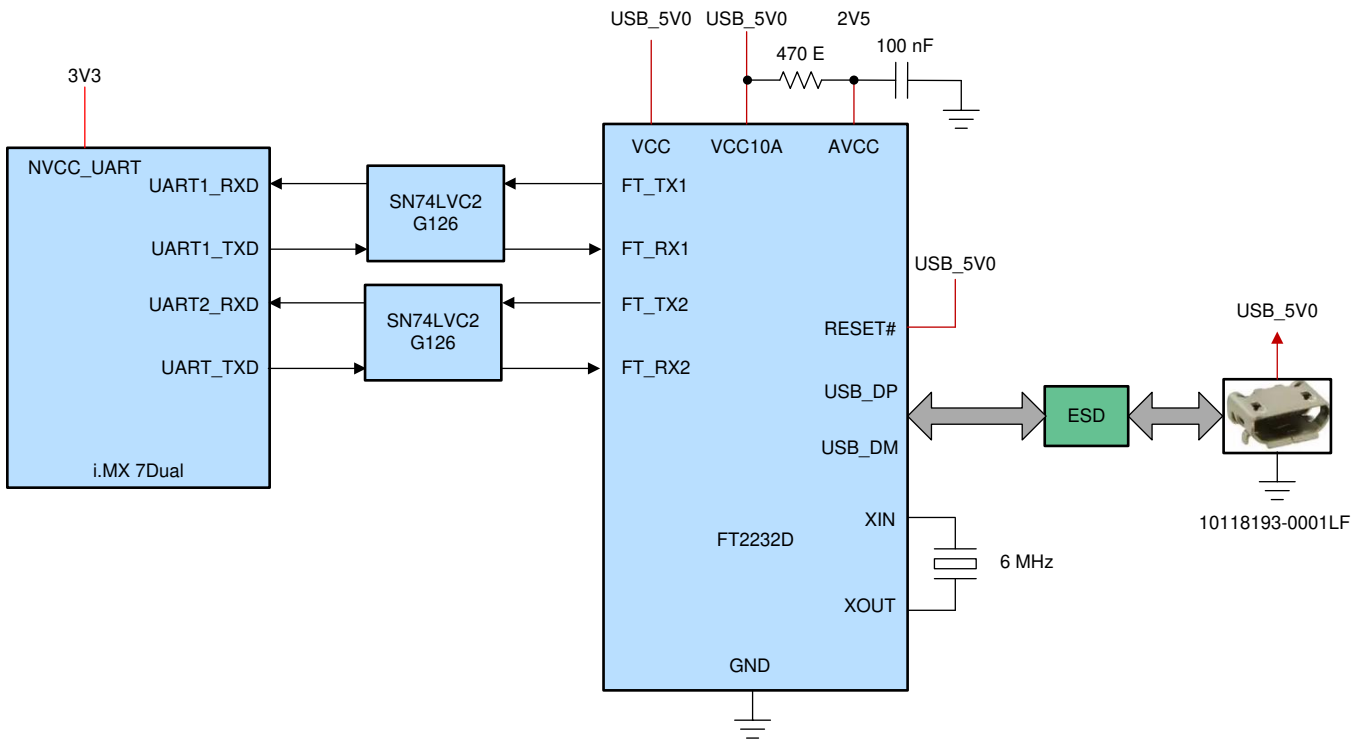 USB_5V0
USB_5V0
2V5
470 E
100 nF
3V3
VCC
VCC10A
AVCC
NVCC_UART
UART1_RXD
UART1_TXD
UART2_RXD
UART_TXD
i.MX 7Dual
SN74LVC2
G126
SN74LVC2
G126
FT_TX1
FT_RX1
FT_TX2
FT_RX2
USB_5V0
RESET#
USB_DP
USB_DM
XIN
XOUT
FT2232D
GND
6 MHz
ESD
USB_5V0
10118193-0001LF